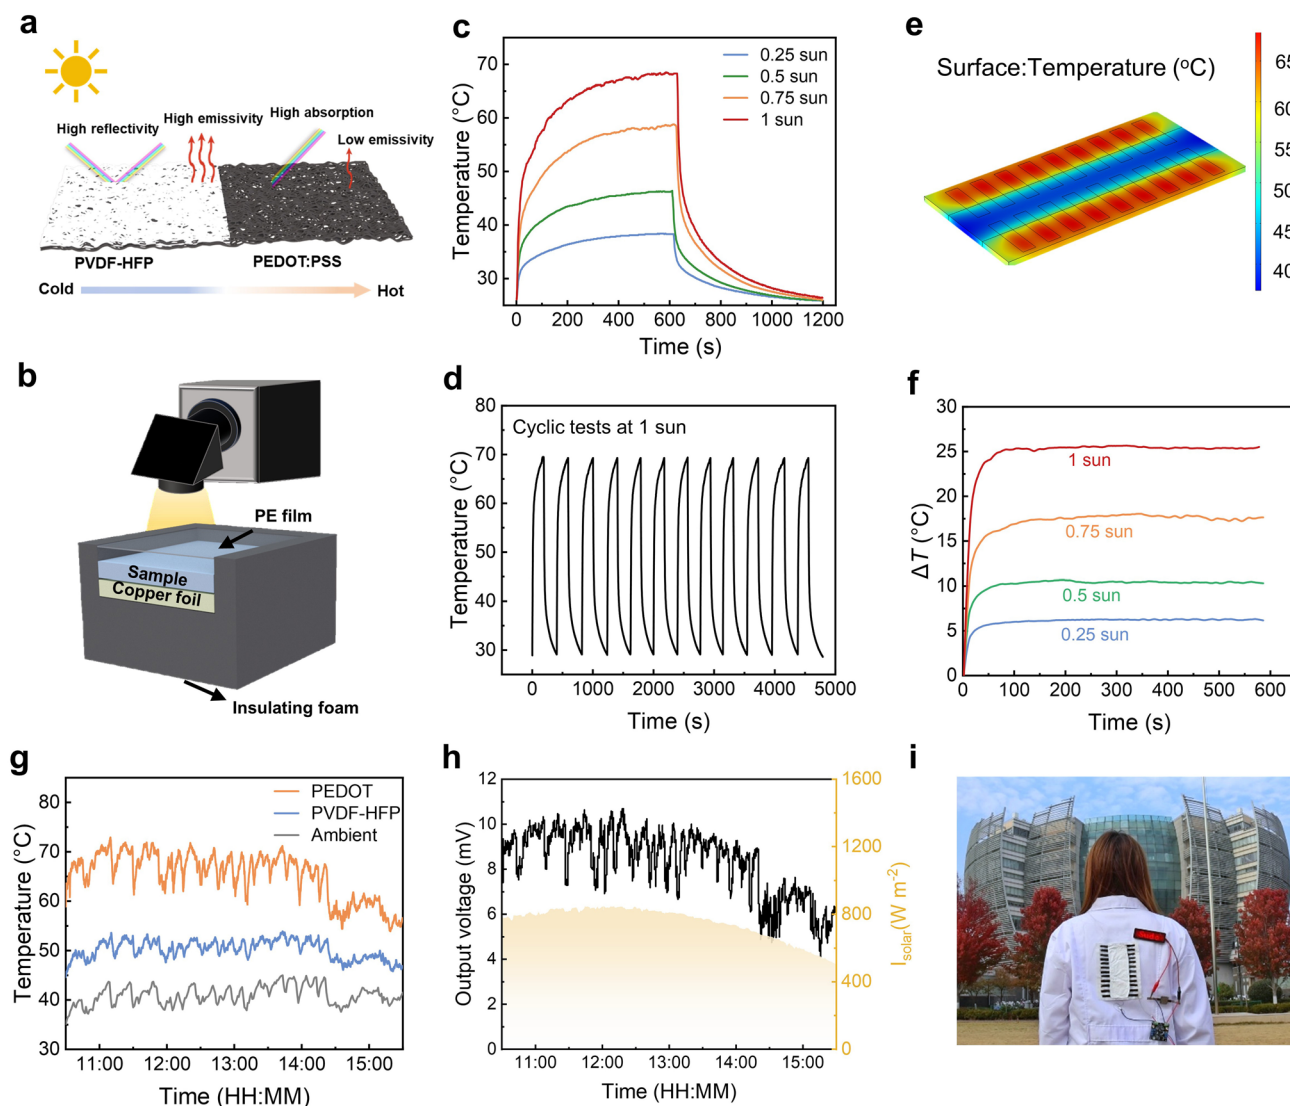 a
High reflectivity
High emissivity
High absorption
Low emissivity
PVDF-HFP
PEDOT:PSS
Cold
Hot
b
PE film
Sample
Copper foil
Insulating foam
c
Temperature (°C)
70
60
50
40
30
0.25 sun
0.5 sun
0.75 sun
1 sun
0 200 400 600 800 1000 1200
Time (s)
d
Temperature (°C)
80
70
60
50
40
30
Cyclic tests at 1 sun
0 1000 2000 3000 4000 5000
Time (s)
e
Surface:Temperature (°C)
65
60
55
50
45
40
f
ΔT (°C)
30
25
20
15
10
5
0
1 sun
0.75 sun
0.5 sun
0.25 sun
0 100 200 300 400 500 600
Time (s)
g
Temperature (°C)
80
70
60
50
40
30
PEDOT
PVDF-HFP
Ambient
11:00 12:00 13:00 14:00 15:00
Time (HH:MM)
h
Output voltage (mV)
12
10
8
6
4
2
0
1600
1200
800
400
0
Isolar(W m⁻²)
11:00 12:00 13:00 14:00 15:00
Time (HH:MM)
i